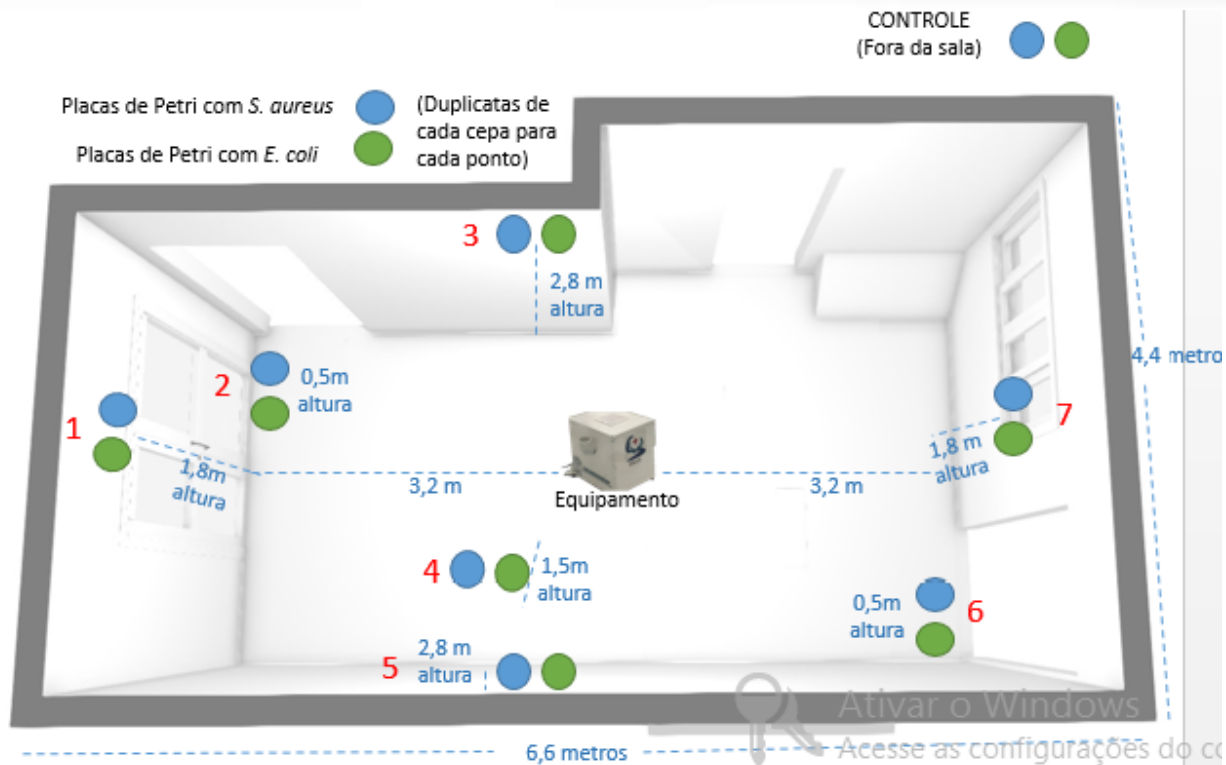 CONTROLE
(Fora da sala)
Placas de Petri com S. aureus
(Duplicatas de
cada cepa para
cada ponto)
Placas de Petri com E. coli
3
2,8 m
altura
4,4 metro
2
0,5m
altura
1
1,8m
altura
3,2 m
Equipamento
3,2 m
7
1,8 m
altura
4
1,5m
altura
0,5m
altura
6
5
2,8 m
altura
6,6 metros
Ativar o Windows
Acesse as configurações do co